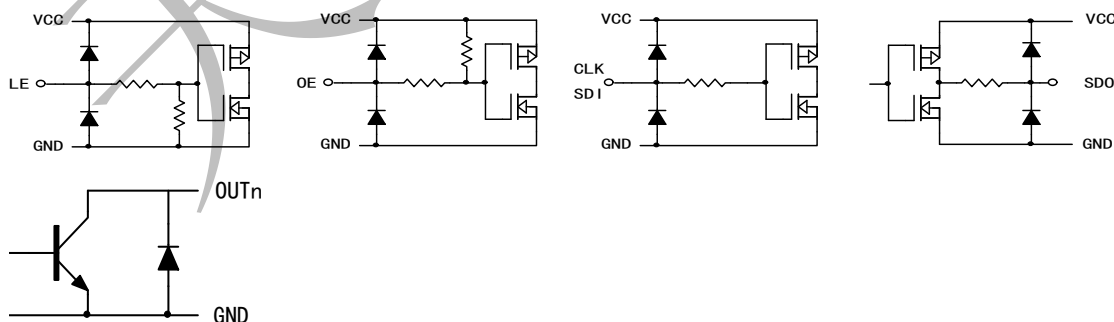 VCC
LE
GND
VCC
OE
GND
VCC
CLK
SDI
GND
VCC
SDO
GND
OUTn
GND